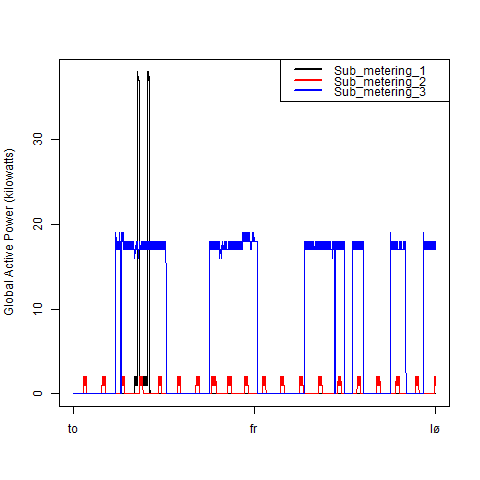 Sub_metering_1
Sub_metering_2
Sub_metering_3
Global Active Power (kilowatts)
30
20
10
0
to fr lø